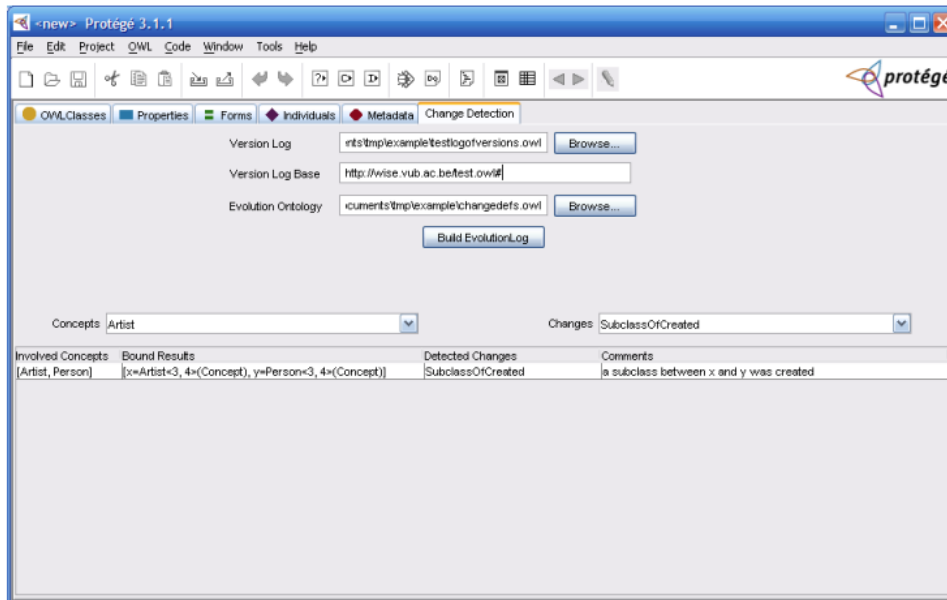 <new> Protégé 3.1.1
File Edit Project OWL Code Window Tools Help
protégé
OWLClasses Properties Forms Individuals Metadata Change Detection
Version Log nts\tmp\example\testlogofversions.owl Browse...
Version Log Base http://wise.vub.ac.be/test.owl#
Evolution Ontology cuments\tmp\example\changedefs.owl Browse...
Build EvolutionLog
Concepts Artist Changes SubclassOfCreated
Involved Concepts Bound Results Detected Changes Comments
[Artist, Person] [x=Artist<3, 4>(Concept), y=Person<3, 4>(Concept)] SubclassOfCreated a subclass between x and y was created